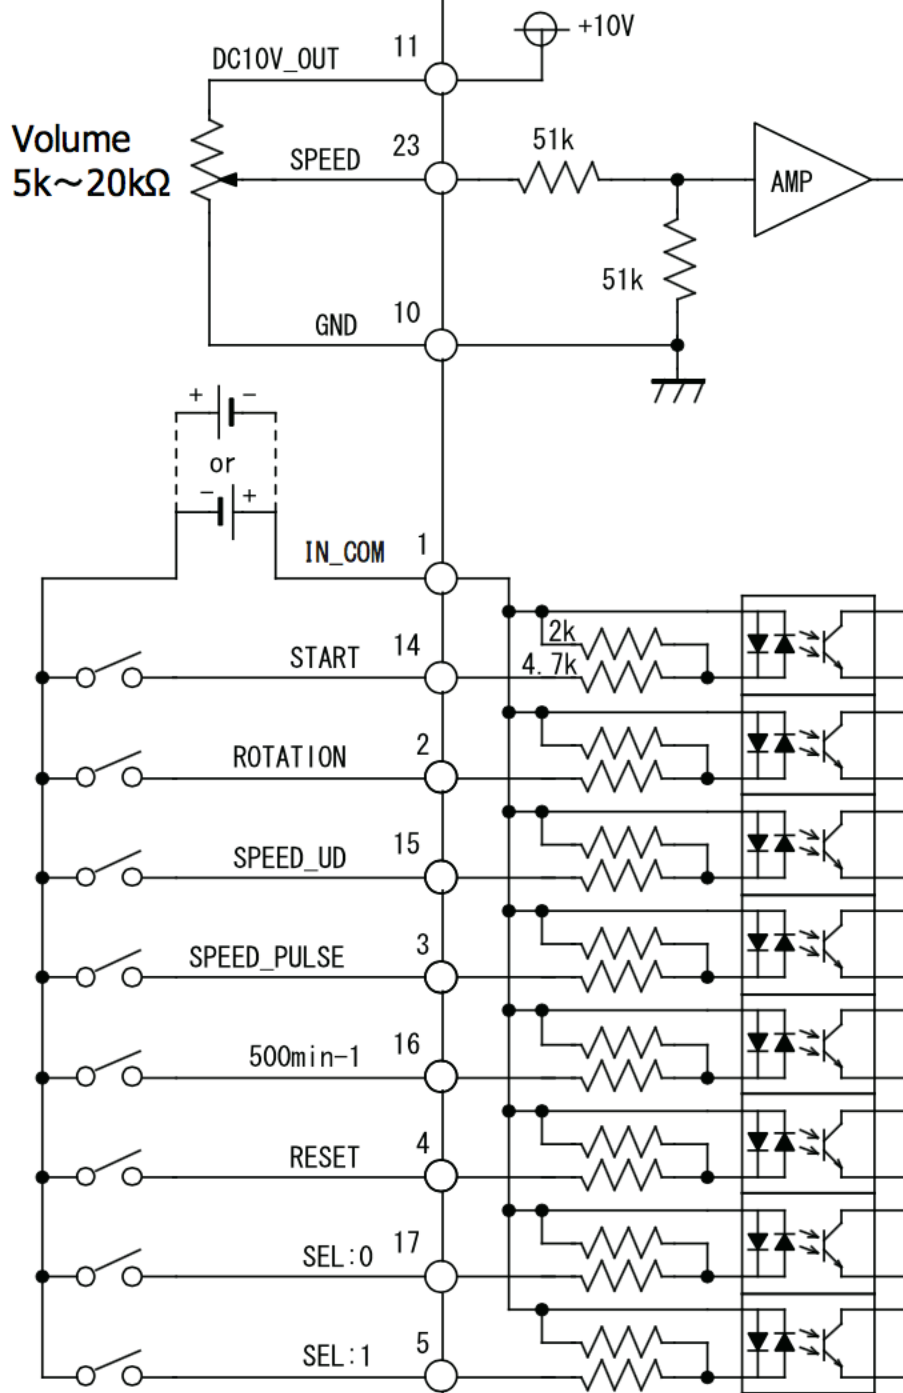 +10V
DC10V_OUT 11
Volume
5k～20kΩ
SPEED 23
51k
AMP
51k
GND 10
+ -
or
- +
IN_COM 1
2k
START 14
4.7k
ROTATION 2
SPEED_UD 15
SPEED_PULSE 3
500min-1 16
RESET 4
SEL:0 17
SEL:1 5